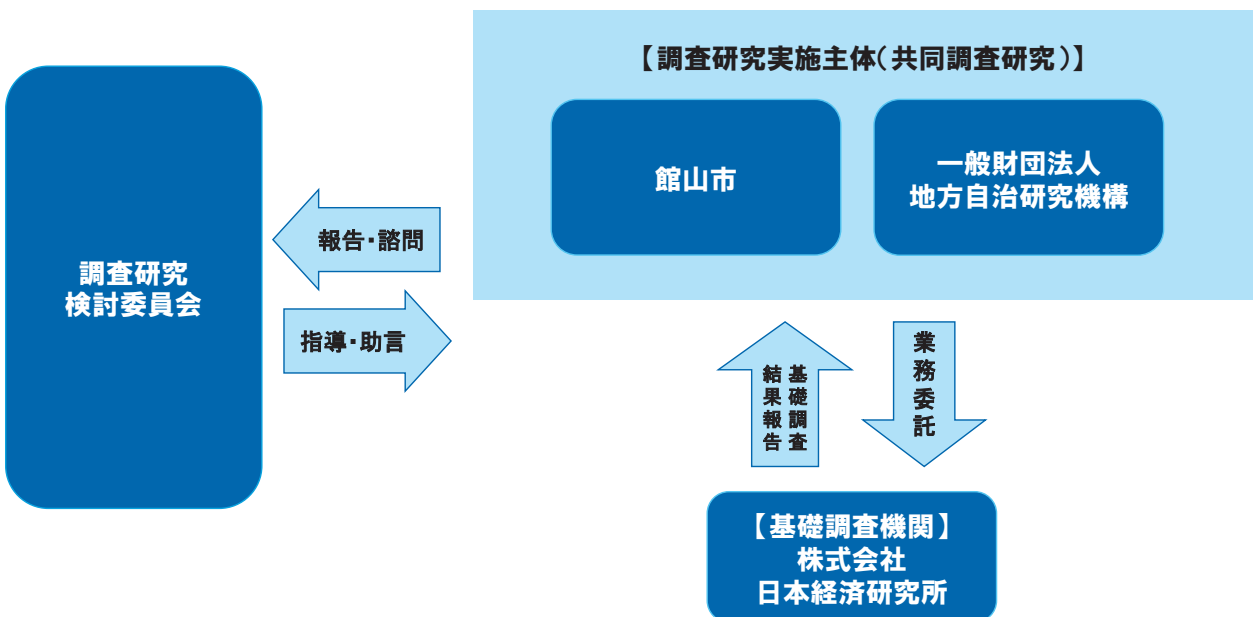 【調査研究実施主体(共同調査研究)】
館山市
一般財団法人
地方自治研究機構
報告・諮問
調査研究
検討委員会
指導・助言
基礎調査
結果報告
業務委託
【基礎調査機関】
株式会社
日本経済研究所